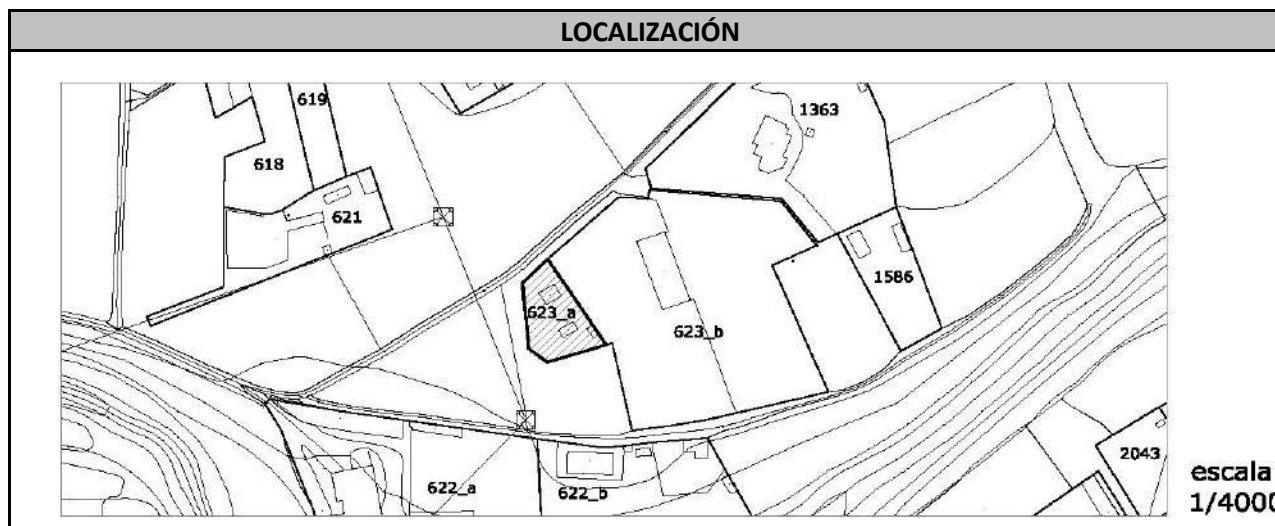 LOCALIZACIÓN
619
1363
618
621
1586
623_a
623_b
2043
622_a
622_b
escala
1/4000